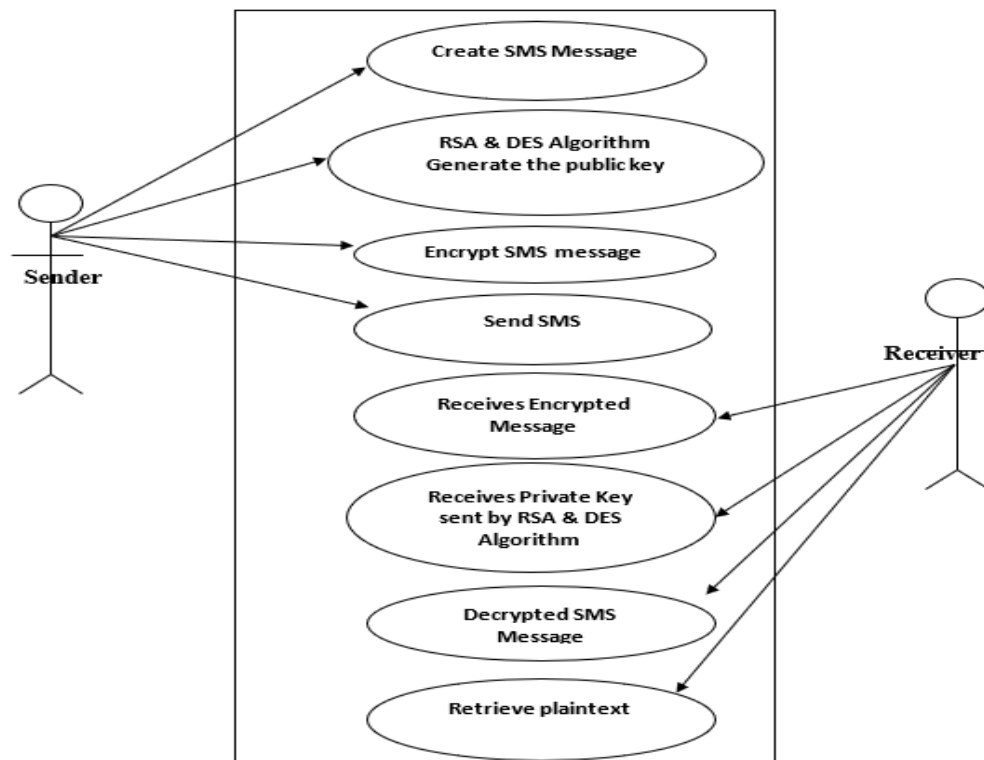 Create SMS Message
RSA & DES Algorithm
Generate the public key
Encrypt SMS message
Sender
Send SMS
Receiver
Receives Encrypted
Message
Receives Private Key
sent by RSA & DES
Algorithm
Decrypted SMS
Message
Retrieve plaintext